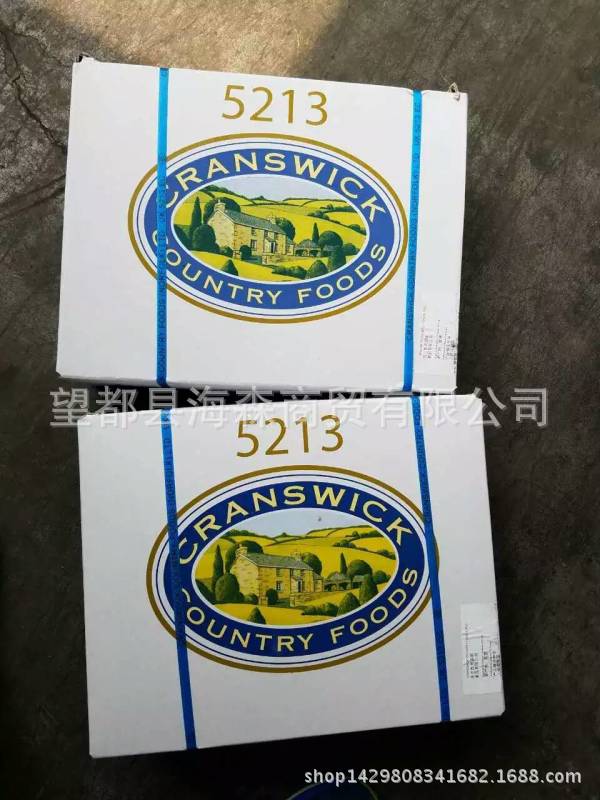 5213
CRANSWICK
COUNTRY FOODS
望都县海森商贸有限公司
5213
CRANSWICK
COUNTRY FOODS
shop1429808341682.1688.com